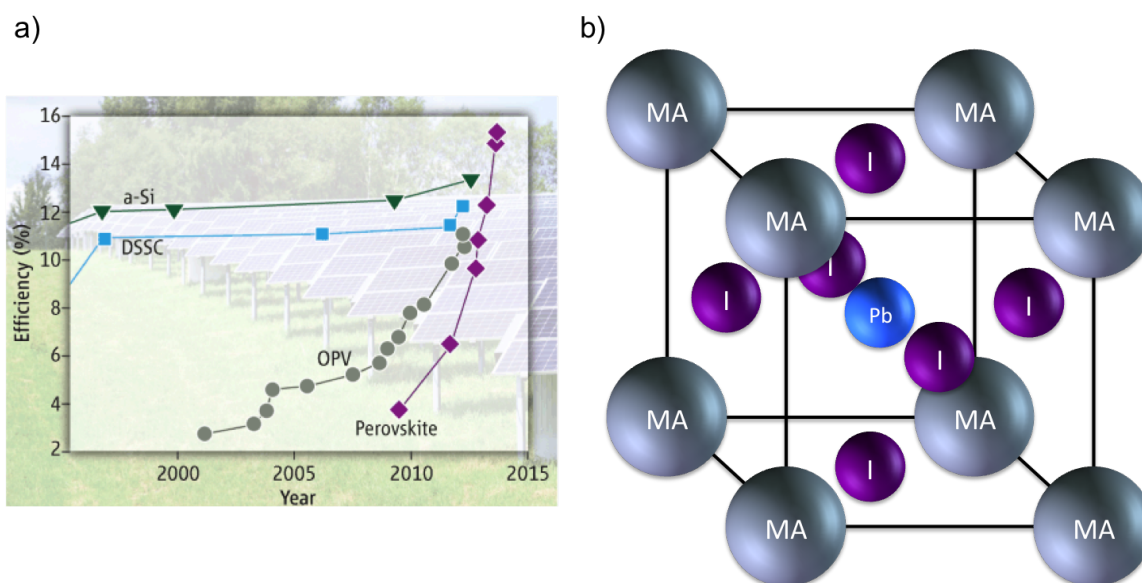 a)
b)
16
14
12
10
8
6
4
2
Efficiency (%)
a-Si
DSSC
OPV
Perovskite
2000
2005
2010
2015
Year
MA
MA
I
MA
MA
I
I
Pb
I
I
MA
MA
I
MA
MA